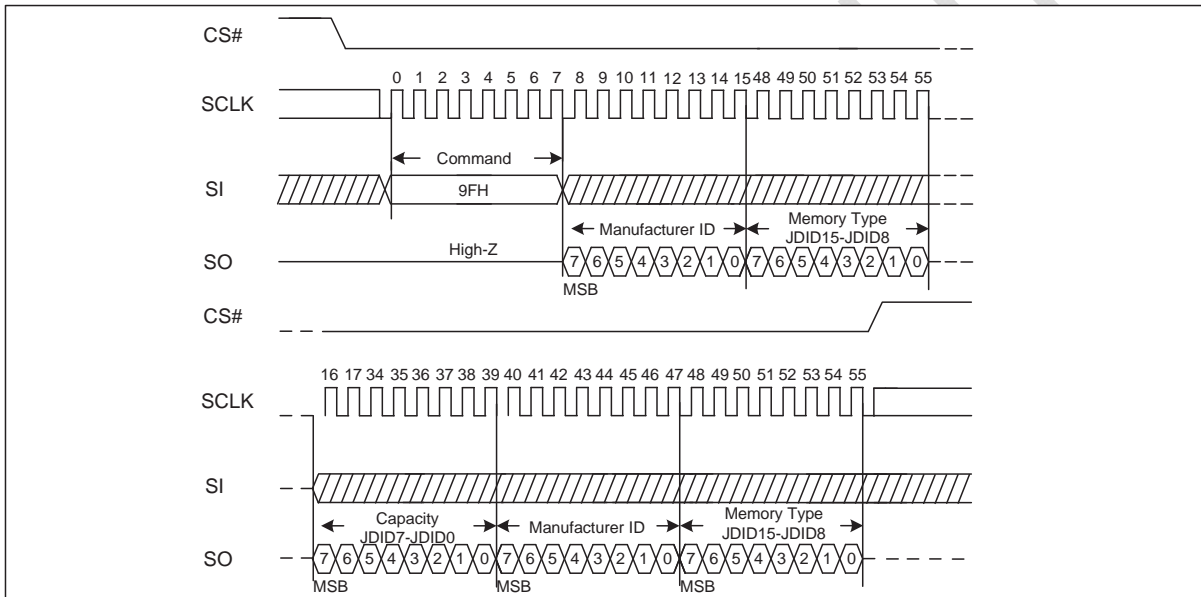 CS#
0 1 2 3 4 5 6 7 8 9 10 11 12 13 14 15 48 49 50 51 52 53 54 55
SCLK
Command
SI
9FH
Manufacturer ID
Memory Type
JDID15-JDID8
High-Z
SO
7 6 5 4 3 2 1 0 7 6 5 4 3 2 1 0
MSB
CS#
16 17 34 35 36 37 38 39 40 41 42 43 44 45 46 47 48 49 50 51 52 53 54 55
SCLK
SI
Capacity
JDID7-JDID0
Manufacturer ID
Memory Type
JDID15-JDID8
SO
7 6 5 4 3 2 1 0 7 6 5 4 3 2 1 0 7 6 5 4 3 2 1 0
MSB MSB MSB